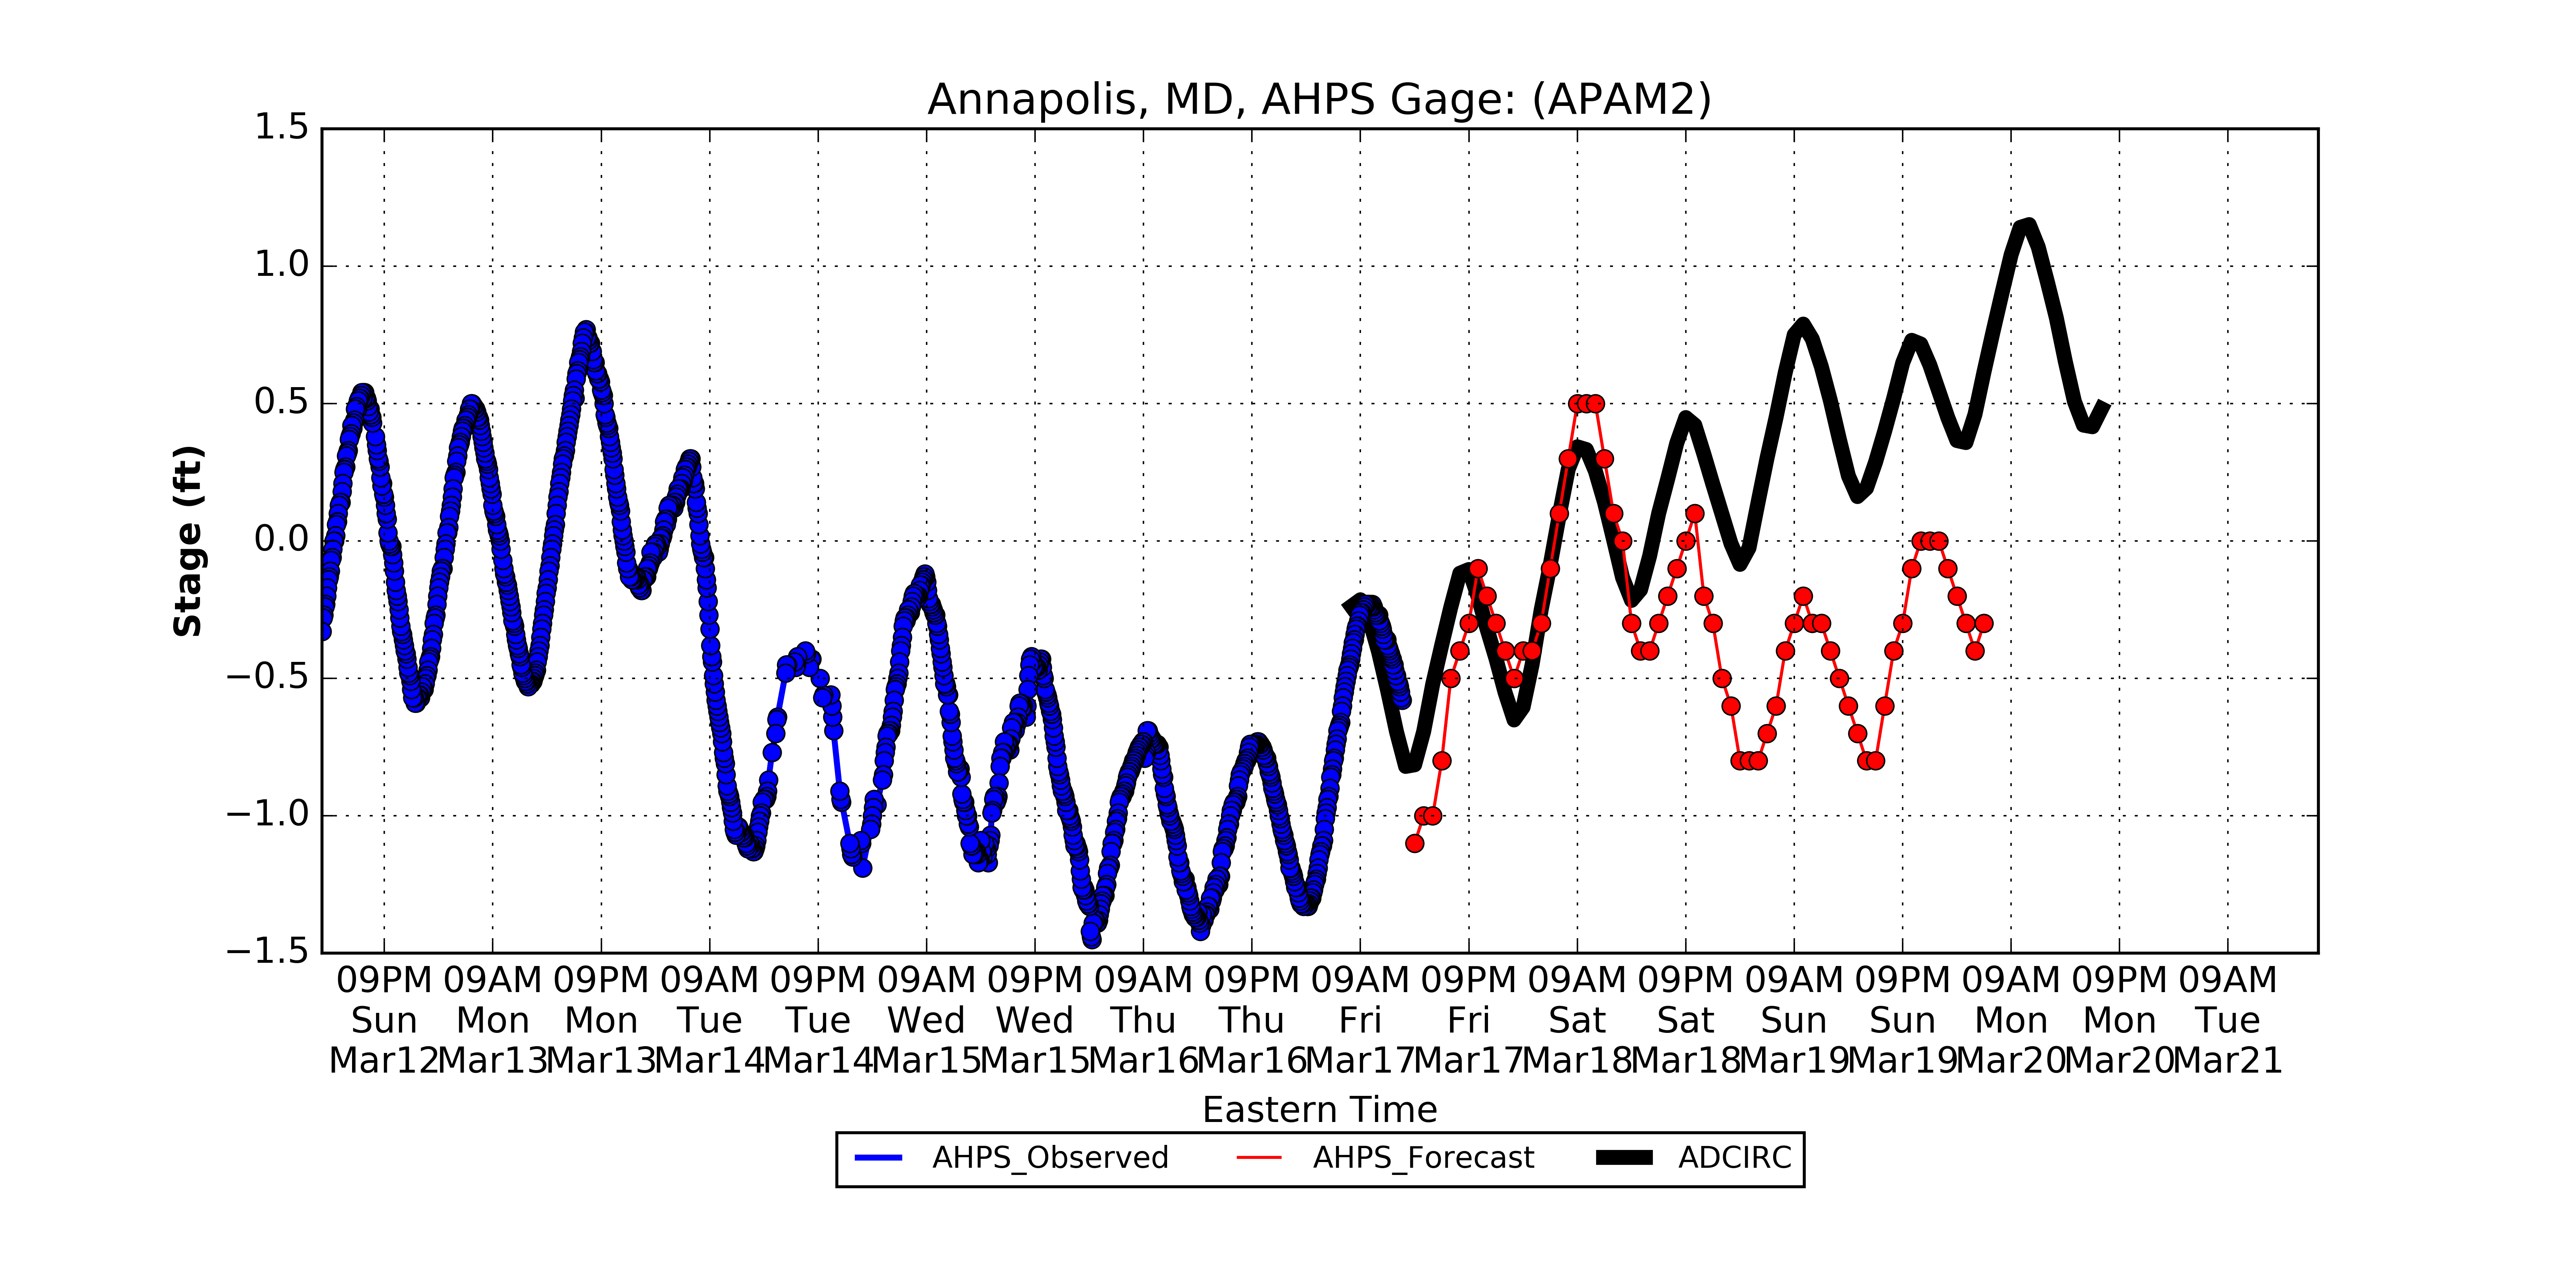 Annapolis, MD, AHPS Gage: (APAM2)
1.5
1.0
0.5
0.0
−0.5
−1.0
−1.5
Stage (ft)
09PM 09AM 09PM 09AM 09PM 09AM 09PM 09AM 09PM 09AM 09PM 09AM 09PM 09AM 09PM 09AM 09PM 09AM
Sun Mon Mon Tue Tue Wed Wed Thu Thu Fri Fri Sat Sat Sun Sun Mon Mon Tue
Mar12 Mar13 Mar13 Mar14 Mar14 Mar15 Mar15 Mar16 Mar16 Mar17 Mar17 Mar18 Mar18 Mar19 Mar19 Mar20 Mar20 Mar21
Eastern Time
AHPS_Observed AHPS_Forecast ADCIRC